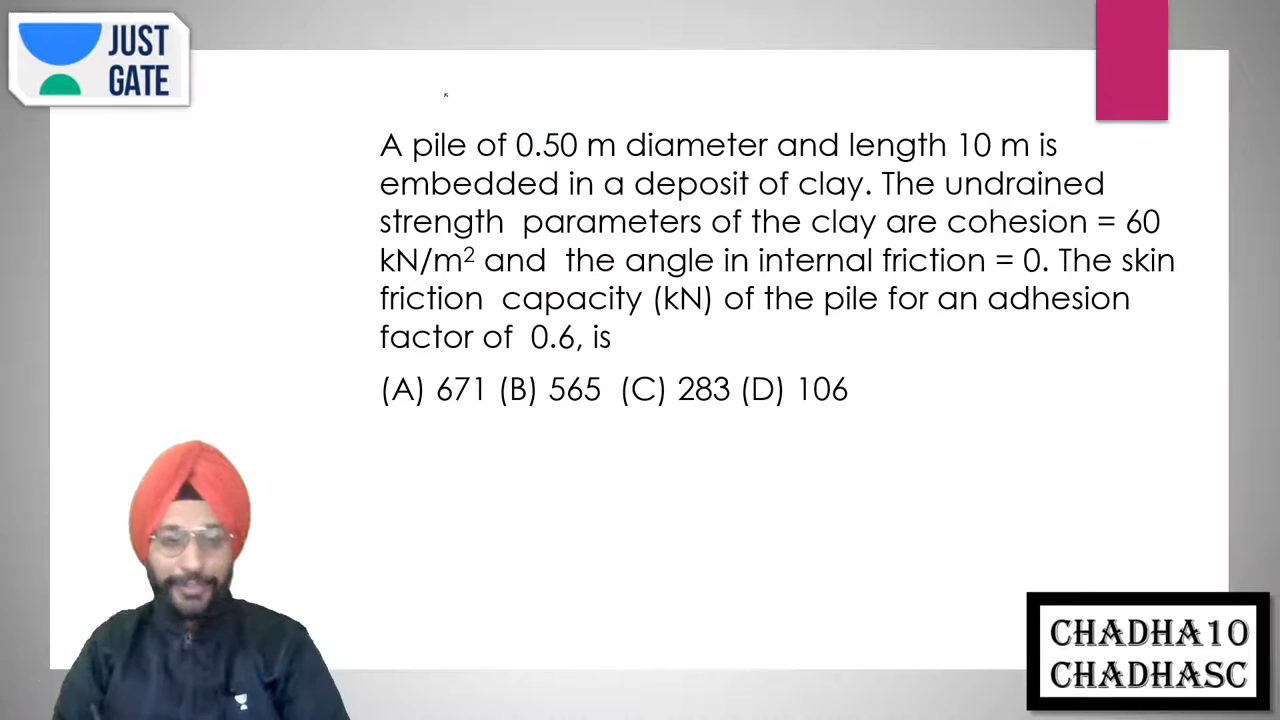 JUST
GATE
A pile of 0.50 m diameter and length 10 m is
embedded in a deposit of clay. The undrained
strength parameters of the clay are cohesion = 60
kN/m² and the angle in internal friction = 0. The skin
friction capacity (kN) of the pile for an adhesion
factor of 0.6, is
(A) 671 (B) 565 (C) 283 (D) 106
CHADHA10
CHADHASC